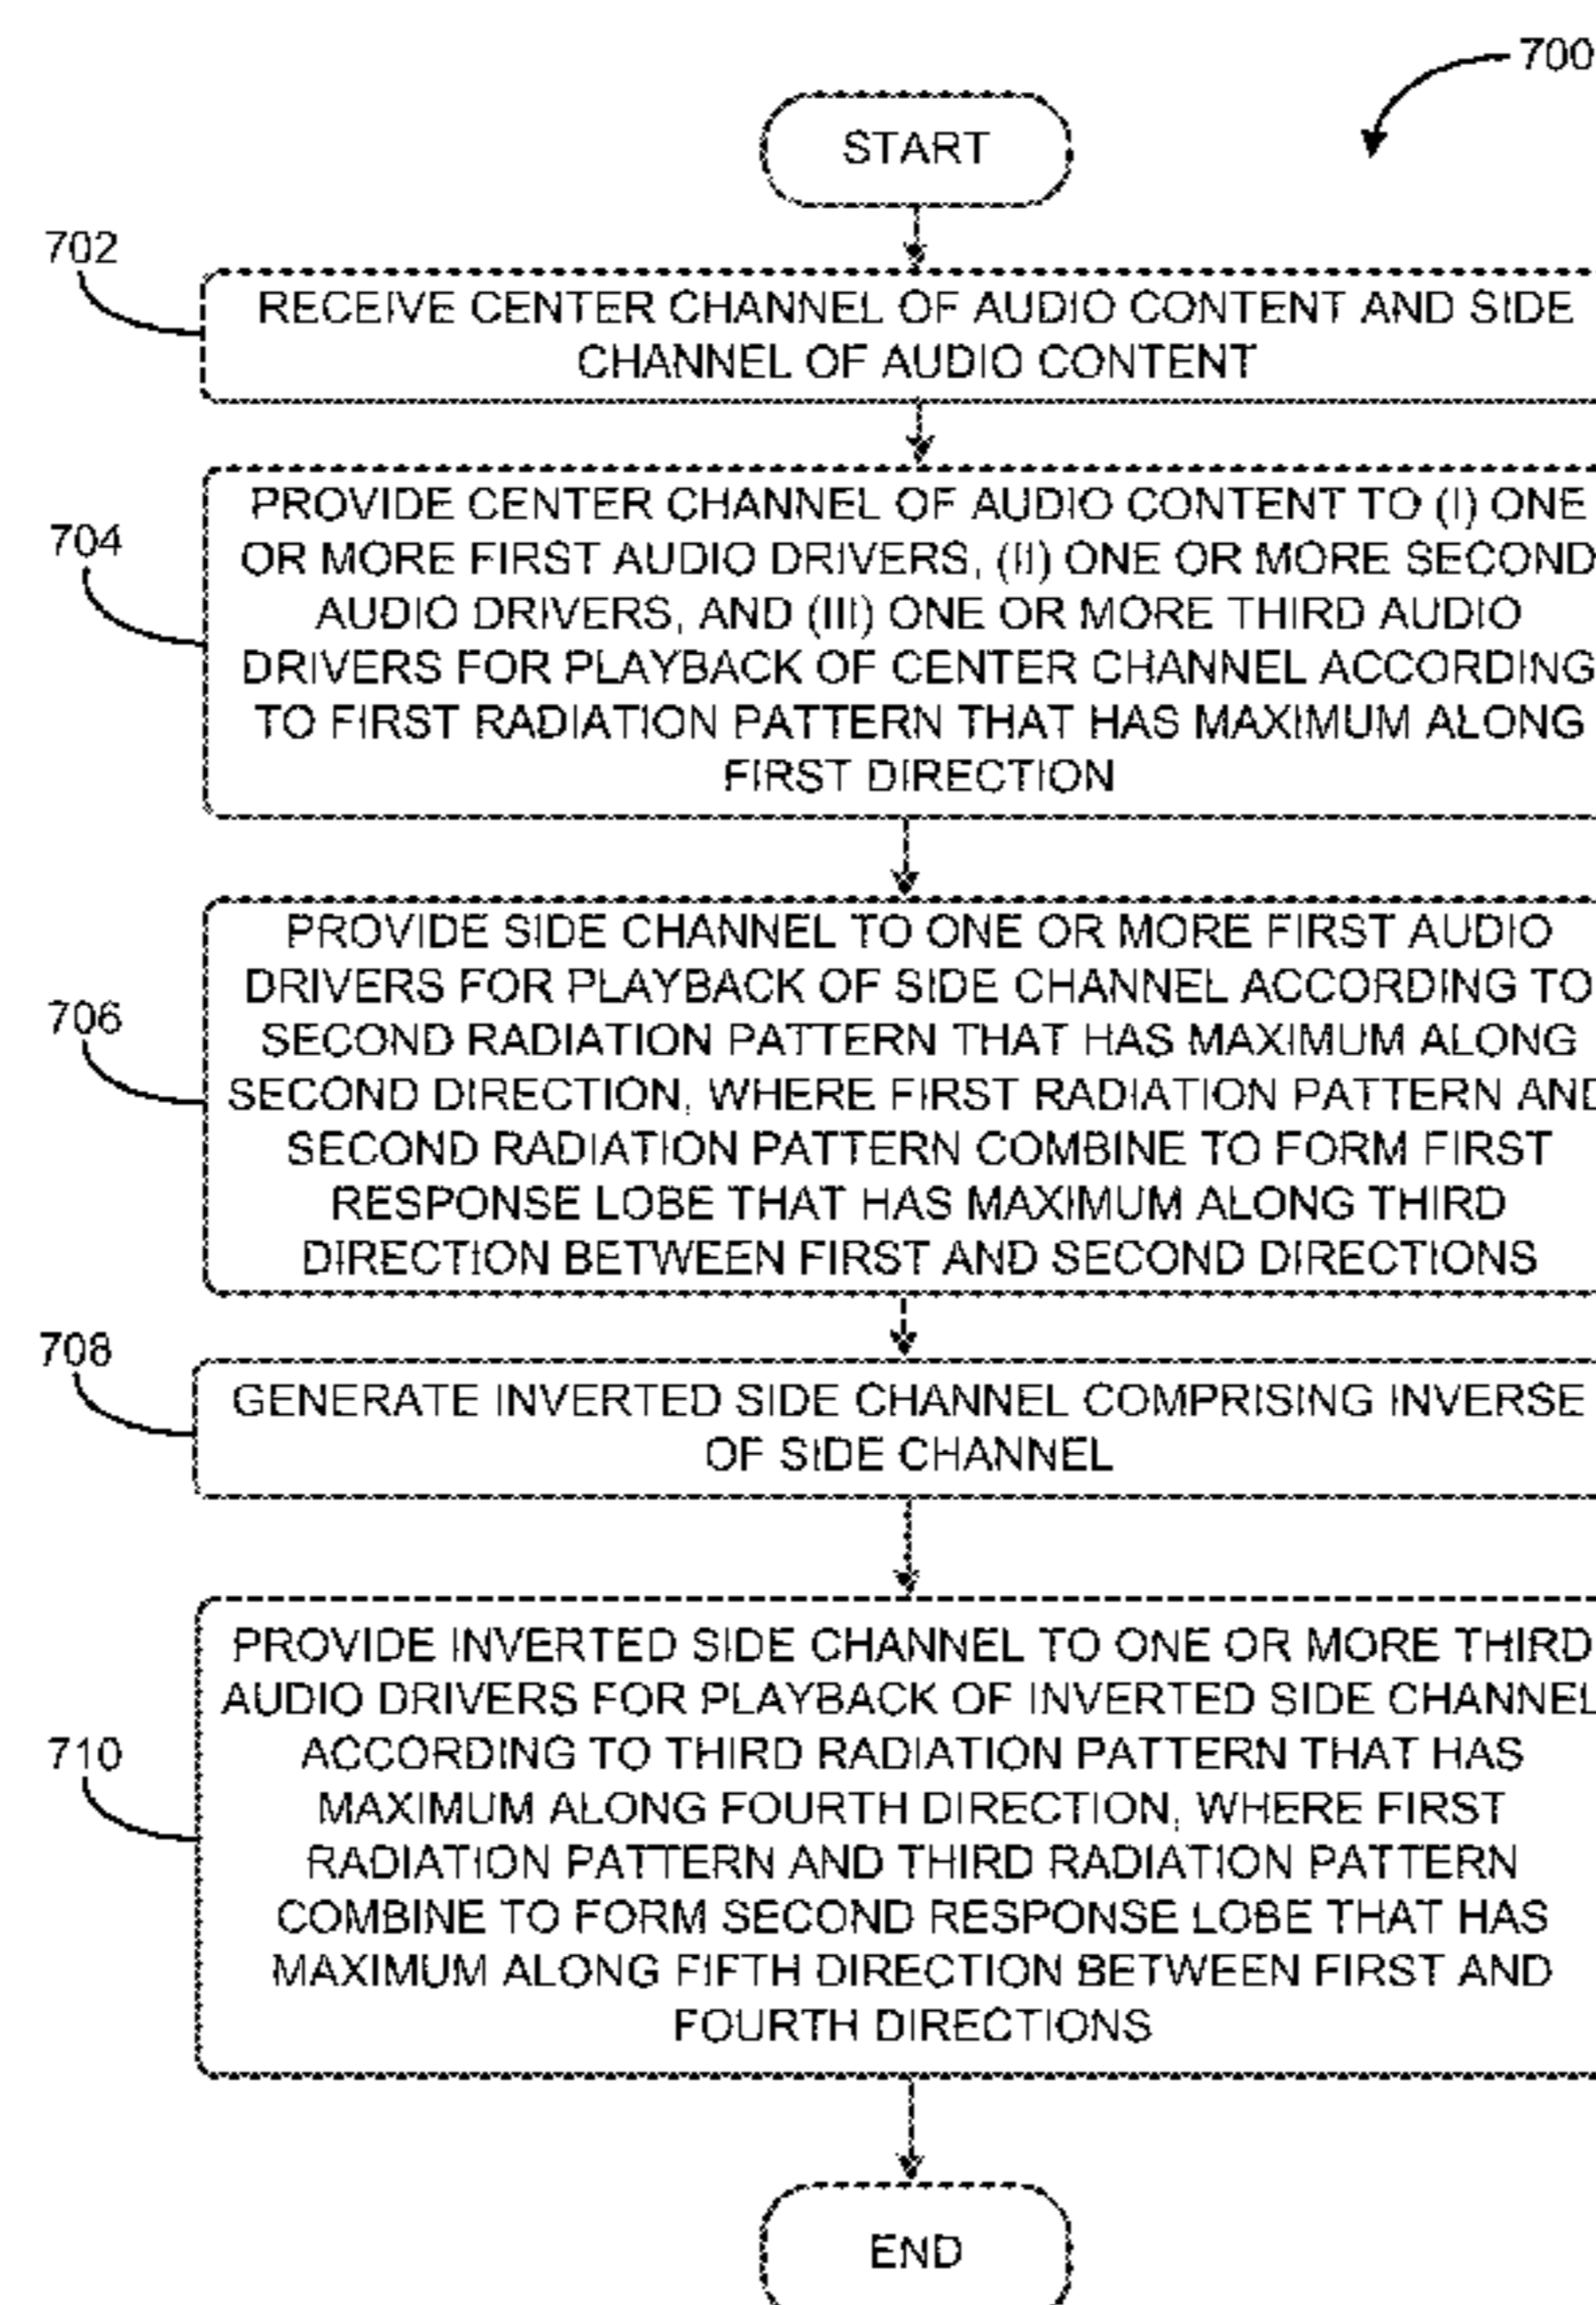 700
START
702
RECEIVE CENTER CHANNEL OF AUDIO CONTENT AND SIDE
CHANNEL OF AUDIO CONTENT
704
PROVIDE CENTER CHANNEL OF AUDIO CONTENT TO (I) ONE
OR MORE FIRST AUDIO DRIVERS, (II) ONE OR MORE SECOND
AUDIO DRIVERS, AND (III) ONE OR MORE THIRD AUDIO
DRIVERS FOR PLAYBACK OF CENTER CHANNEL ACCORDING
TO FIRST RADIATION PATTERN THAT HAS MAXIMUM ALONG
FIRST DIRECTION
706
PROVIDE SIDE CHANNEL TO ONE OR MORE FIRST AUDIO
DRIVERS FOR PLAYBACK OF SIDE CHANNEL ACCORDING TO
SECOND RADIATION PATTERN THAT HAS MAXIMUM ALONG
SECOND DIRECTION, WHERE FIRST RADIATION PATTERN AND
SECOND RADIATION PATTERN COMBINE TO FORM FIRST
RESPONSE LOBE THAT HAS MAXIMUM ALONG THIRD
DIRECTION BETWEEN FIRST AND SECOND DIRECTIONS
708
GENERATE INVERTED SIDE CHANNEL COMPRISING INVERSE
OF SIDE CHANNEL
710
PROVIDE INVERTED SIDE CHANNEL TO ONE OR MORE THIRD
AUDIO DRIVERS FOR PLAYBACK OF INVERTED SIDE CHANNEL
ACCORDING TO THIRD RADIATION PATTERN THAT HAS
MAXIMUM ALONG FOURTH DIRECTION, WHERE FIRST
RADIATION PATTERN AND THIRD RADIATION PATTERN
COMBINE TO FORM SECOND RESPONSE LOBE THAT HAS
MAXIMUM ALONG FIFTH DIRECTION BETWEEN FIRST AND
FOURTH DIRECTIONS
END